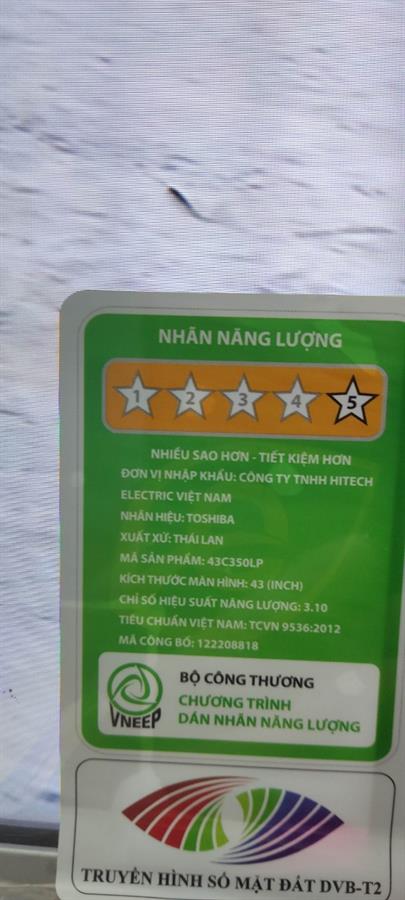 NHÃN NĂNG LƯỢNG
1 2 3 4 5
NHIỀU SAO HƠN - TIẾT KIỆM HƠN
ĐƠN VỊ NHẬP KHẨU: CÔNG TY TNHH HITECH
ELECTRIC VIỆT NAM
NHÃN HIỆU: TOSHIBA
XUẤT XỨ: THÁI LAN
MÃ SẢN PHẨM: 43C350LP
KÍCH THƯỚC MÀN HÌNH: 43 (INCH)
CHỈ SỐ HIỆU SUẤT NĂNG LƯỢNG: 3.10
TIÊU CHUẨN VIỆT NAM: TCVN 9536:2012
MÃ CÔNG BỐ: 122208818
BỘ CÔNG THƯƠNG
CHƯƠNG TRÌNH
DÁN NHÃN NĂNG LƯỢNG
VNEEP
TRUYỀN HÌNH SỐ MẶT ĐẤT DVB-T2